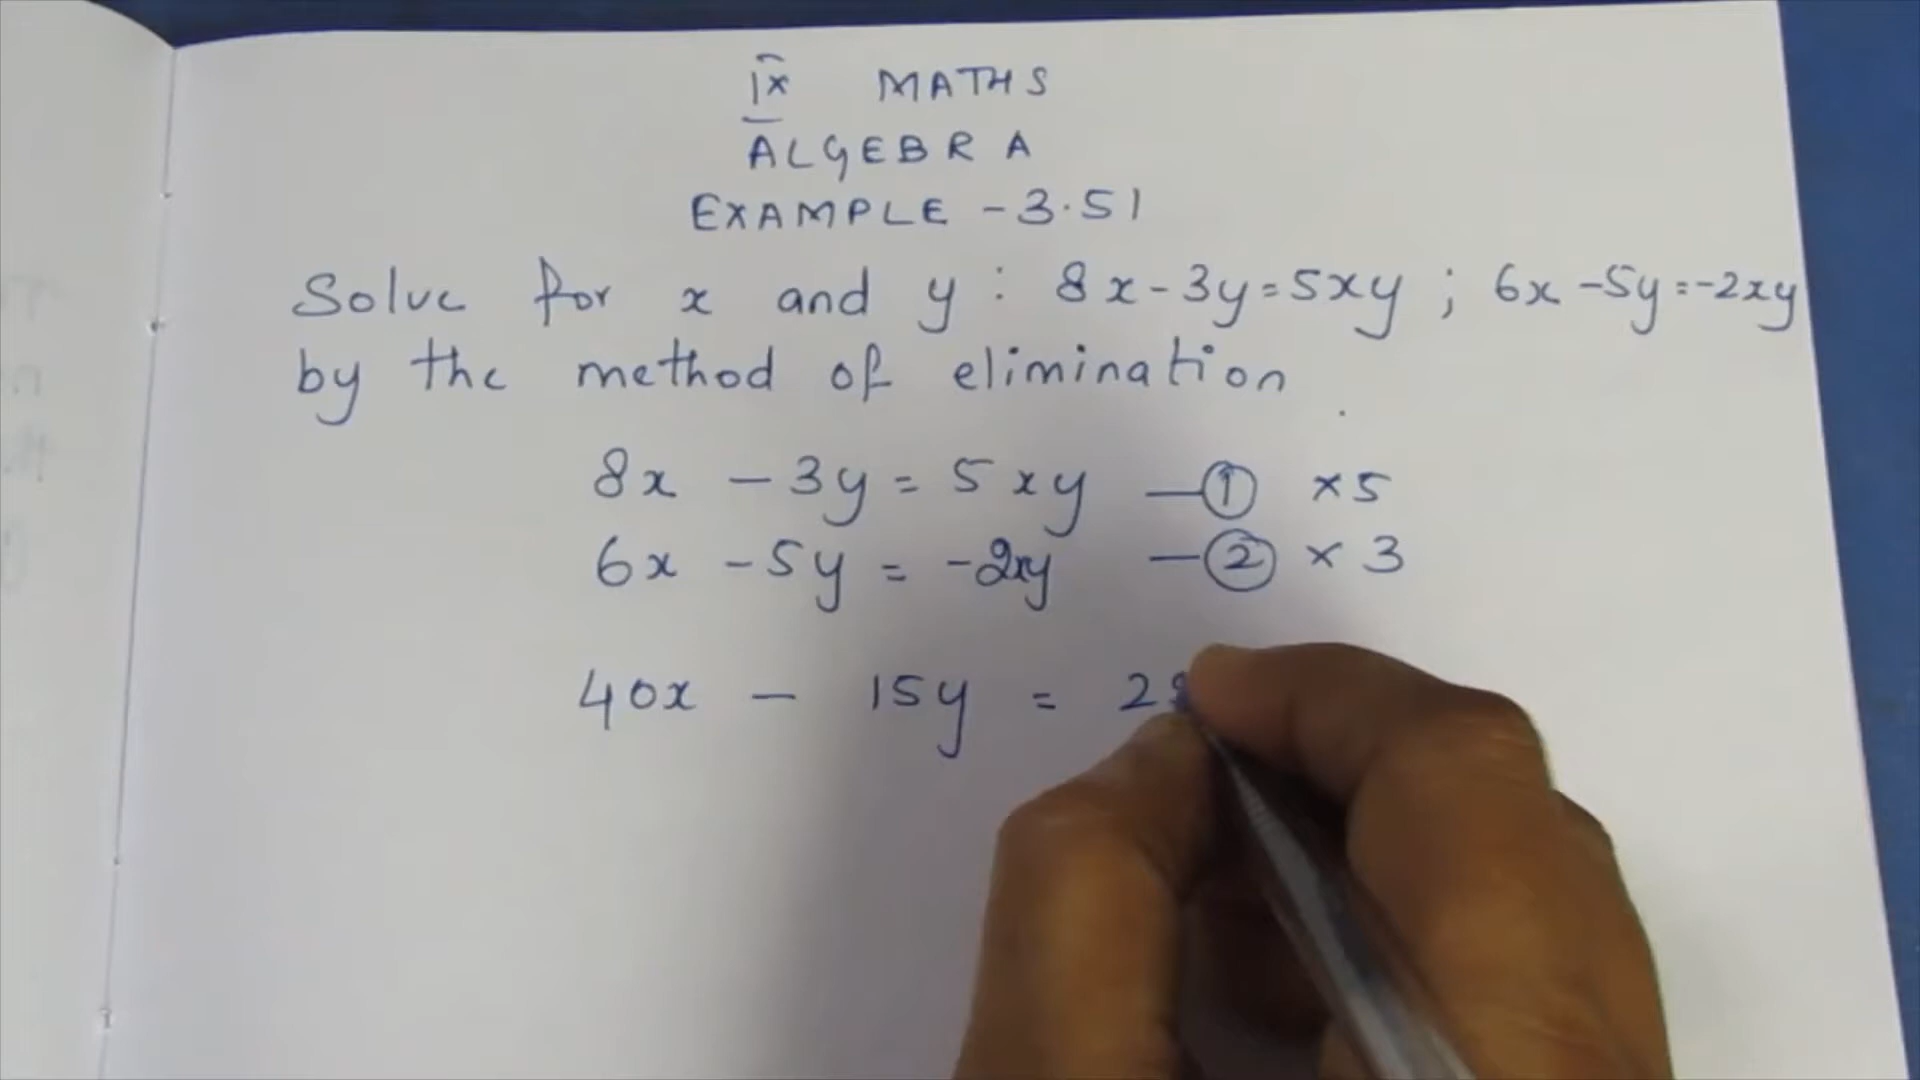 IX MATHS
ALGEBRA
EXAMPLE - 3.51
Solve for x and y : 8x - 3y = 5xy ; 6x - 5y = -2xy
by the method of elimination
8x - 3y = 5xy — ① × 5
6x - 5y = -2xy — ② × 3
40x - 15y = 2